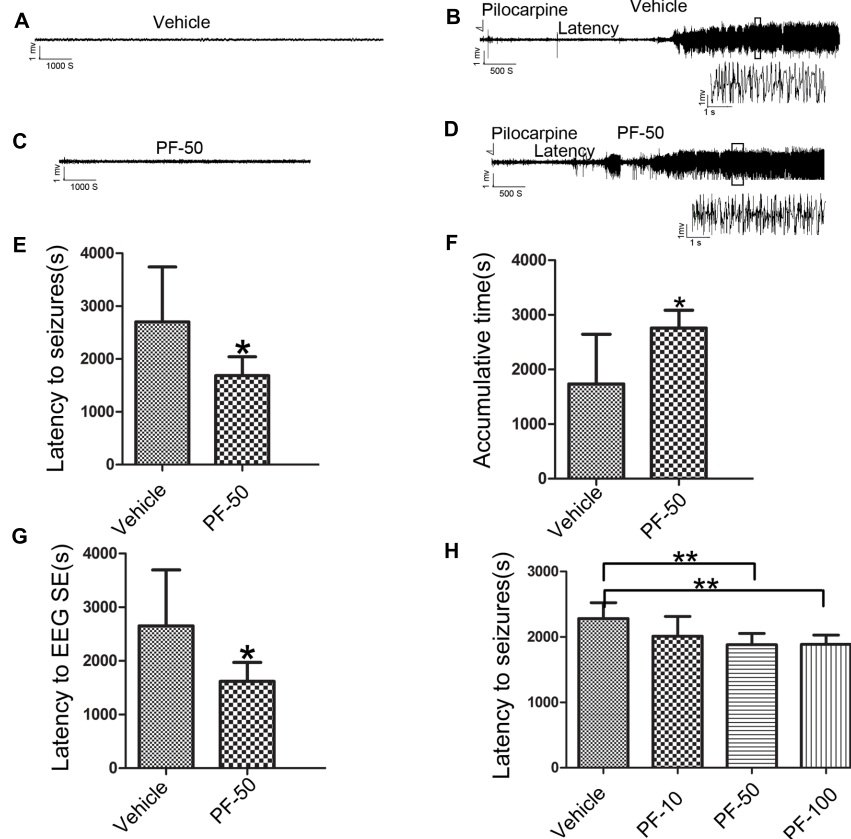 A
Vehicle
1 mv
1000 S
B
Pilocarpine
Vehicle
Latency
1 mv
500 S
1mv
1 s
C
PF-50
1 mv
1000 S
D
Pilocarpine
PF-50
Latency
1 mv
500 S
1mv
1 s
E
Latency to seizures(s)
4000
3000
2000
1000
0
*
Vehicle
PF-50
F
Accumulative time(s)
4000
3000
2000
1000
0
*
Vehicle
PF-50
G
Latency to EEG SE(s)
4000
3000
2000
1000
0
*
Vehicle
PF-50
H
Latency to seizures(s)
3000
2000
1000
0
**
**
Vehicle
PF-10
PF-50
PF-100